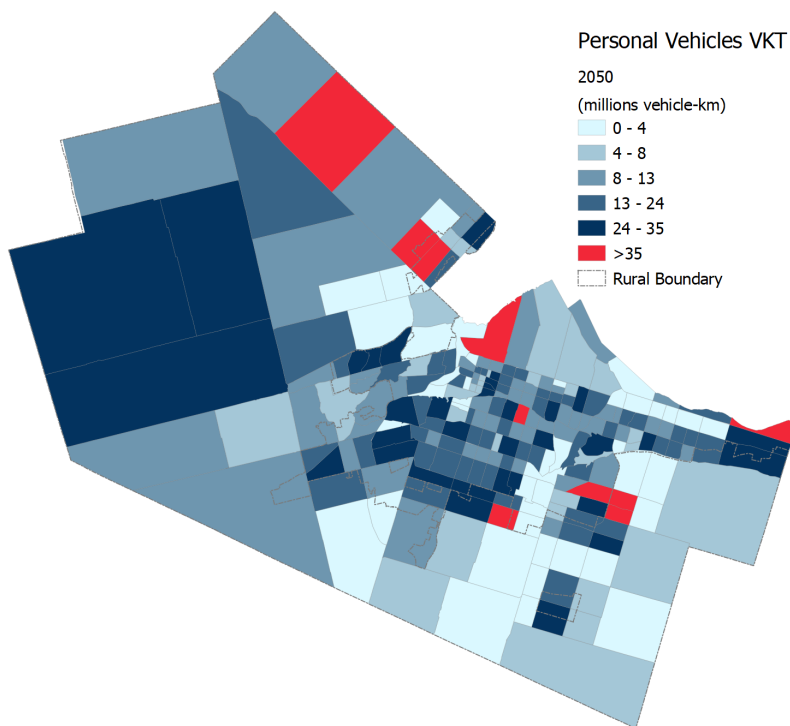 Personal Vehicles VKT
2050
(millions vehicle-km)
0 - 4
4 - 8
8 - 13
13 - 24
24 - 35
>35
Rural Boundary